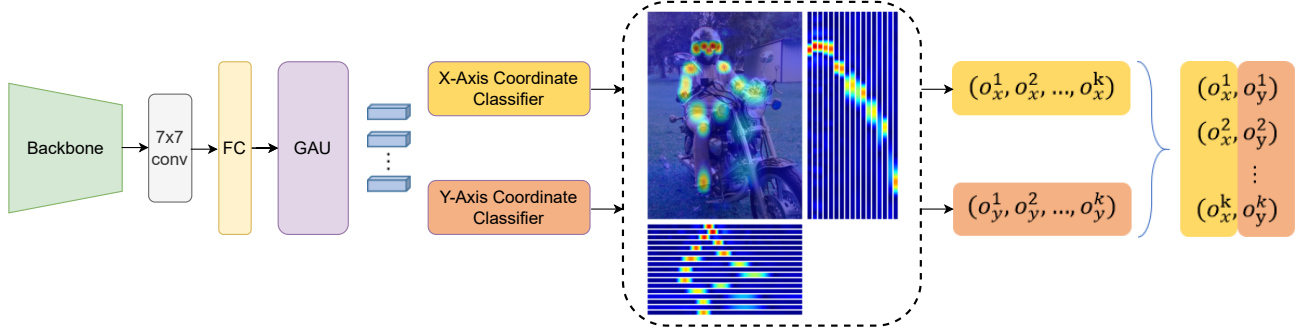 Backbone
7x7
conv
FC
GAU
X-Axis Coordinate
Classifier
Y-Axis Coordinate
Classifier
(o_x^1, o_x^2, ..., o_x^k)
(o_y^1, o_y^2, ..., o_y^k)
(o_x^1, o_y^1)
(o_x^2, o_y^2)
⋮
(o_x^k, o_y^k)